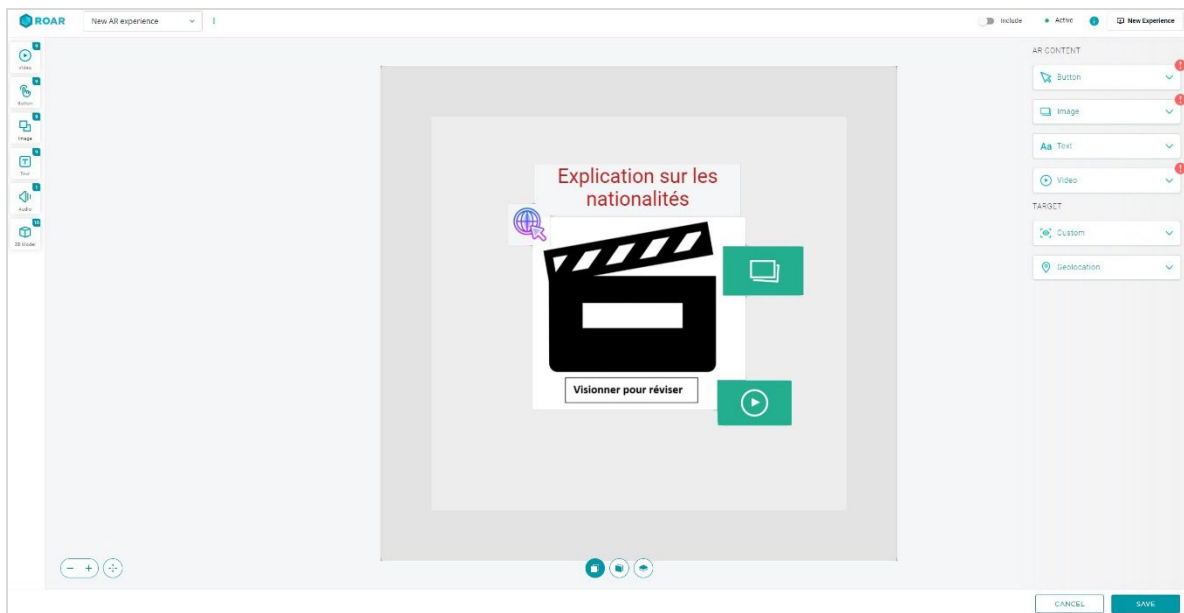 ROAR
New AR experience
Include
Active
New Experience
Video
Button
Image
Text
Audio
3D Model
AR CONTENT
Button
Image
Aa Text
Video
TARGET
Custom
Geolocation
Explication sur les
nationalités
Visionner pour réviser
CANCEL
SAVE